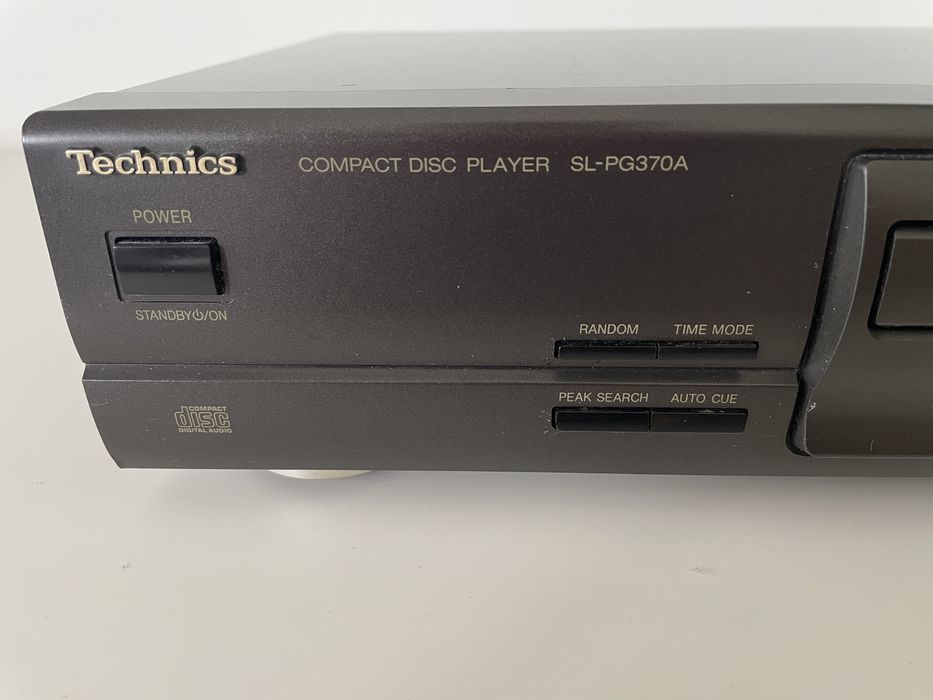 Technics
COMPACT DISC PLAYER SL-PG370A
POWER
STANDBY⏻/ON
RANDOM TIME MODE
PEAK SEARCH AUTO CUE
COMPACT
disc
DIGITAL AUDIO